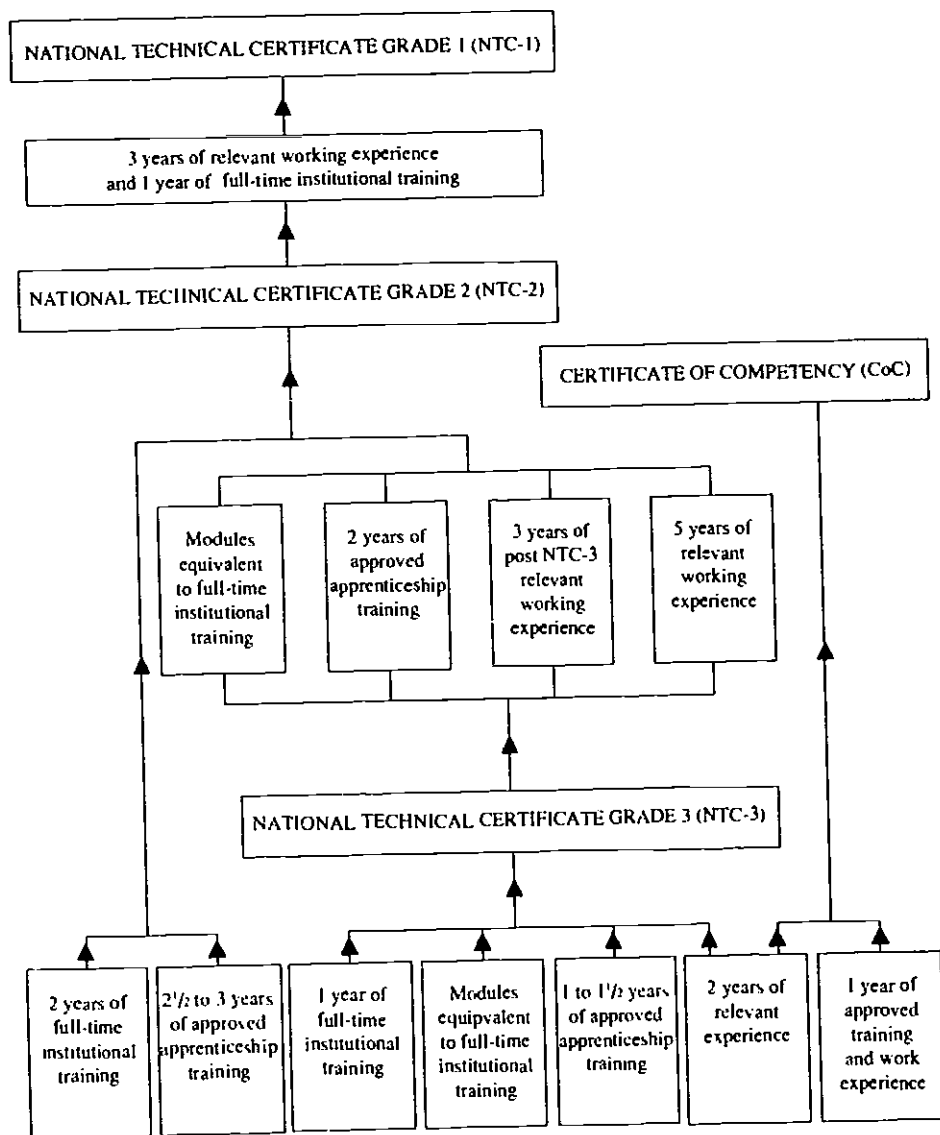 NATIONAL TECHNICAL CERTIFICATE GRADE 1 (NTC-1)
3 years of relevant working experience
and 1 year of full-time institutional training
NATIONAL TECHNICAL CERTIFICATE GRADE 2 (NTC-2)
CERTIFICATE OF COMPETENCY (CoC)
Modules
equivalent
to full-time
institutional
training
2 years of
approved
apprenticeship
training
3 years of
post NTC-3
relevant
working
experience
5 years of
relevant
working
experience
NATIONAL TECHNICAL CERTIFICATE GRADE 3 (NTC-3)
2 years of
full-time
institutional
training
2 1/2 to 3 years
of approved
apprenticeship
training
1 year of
full-time
institutional
training
Modules
equipvalent
to full-time
institutional
training
1 to 1 1/2 years
of approved
apprenticeship
training
2 years of
relevant
experience
1 year of
approved
training
and work
experience